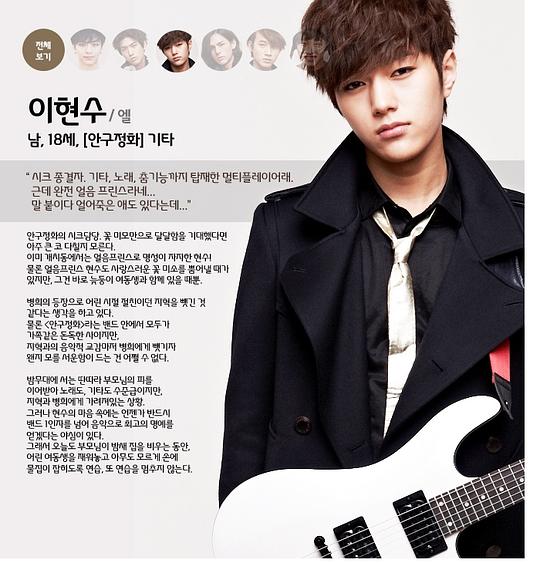 전체
보기
이현수 / 엘
남, 18세, [안구정화] 기타
“ 시크 종결자. 기타, 노래, 춤기능까지 탑재한 멀티플레이어래.
근데 완전 얼음 프린스라네...
말 붙이다 얼어죽은 애도 있다는데...”
안구정화의 시크담당. 꽃 미모만으로 달달함을 기대했다면
아주 큰 코 다칠지 모른다.
이미 개시동에서는 얼음프린스로 명성이 자자한 현수!
물론 얼음프린스 현수도 사랑스러운 꽃 미소를 뿜어낼 때가
있지만, 그건 바로 늦둥이 여동생과 함께 있을 때뿐.
병희의 등장으로 어린 시절 절친이던 지혁을 뺏긴 것
같다는 생각을 하고 있다.
물론 <안구정화>라는 밴드 안에서 모두가
가족같은 돈독한 사이지만,
지혁과의 음악적 교감마저 병희에게 뺏기자
왠지 모를 서운함이 드는 건 어쩔 수 없다.
밤무대에 서는 딴따라 부모님의 피를
이어받아 노래도, 기타도 수준급이지만,
지혁과 병희에게 가려져있는 상황.
그러나 현수의 마음 속에는 언젠가 반드시
밴드 1인자를 넘어 음악으로 최고의 명예를
얻겠다는 야심이 있다.
그래서 오늘도 부모님이 밤새 집을 비우는 동안,
어린 여동생을 재워놓고 아무도 모르게 손에
물집이 잡히도록 연습, 또 연습을 멈추지 않는다.